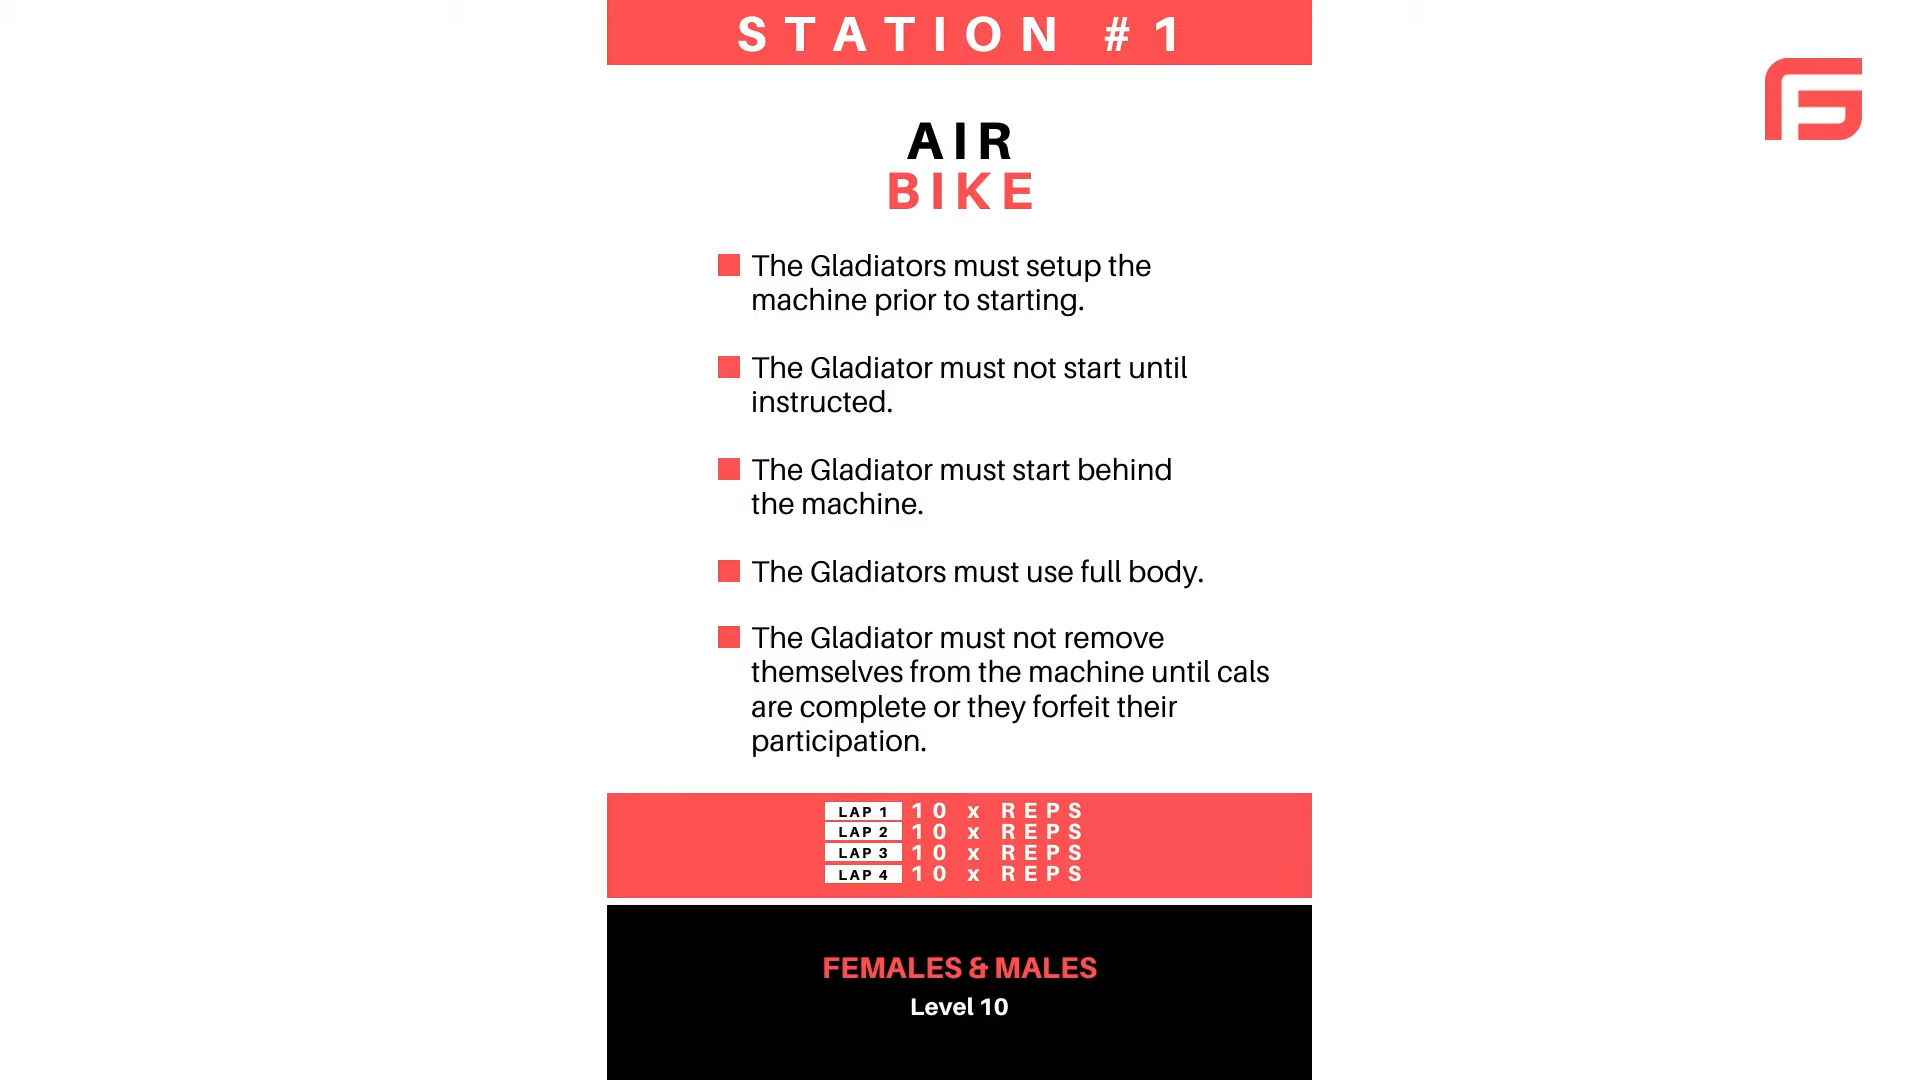 STATION #1
AIR
BIKE
The Gladiators must setup the
machine prior to starting.
The Gladiator must not start until
instructed.
The Gladiator must start behind
the machine.
The Gladiators must use full body.
The Gladiator must not remove
themselves from the machine until cals
are complete or they forfeit their
participation.
LAP 1 10 x REPS
LAP 2 10 x REPS
LAP 3 10 x REPS
LAP 4 10 x REPS
FEMALES & MALES
Level 10